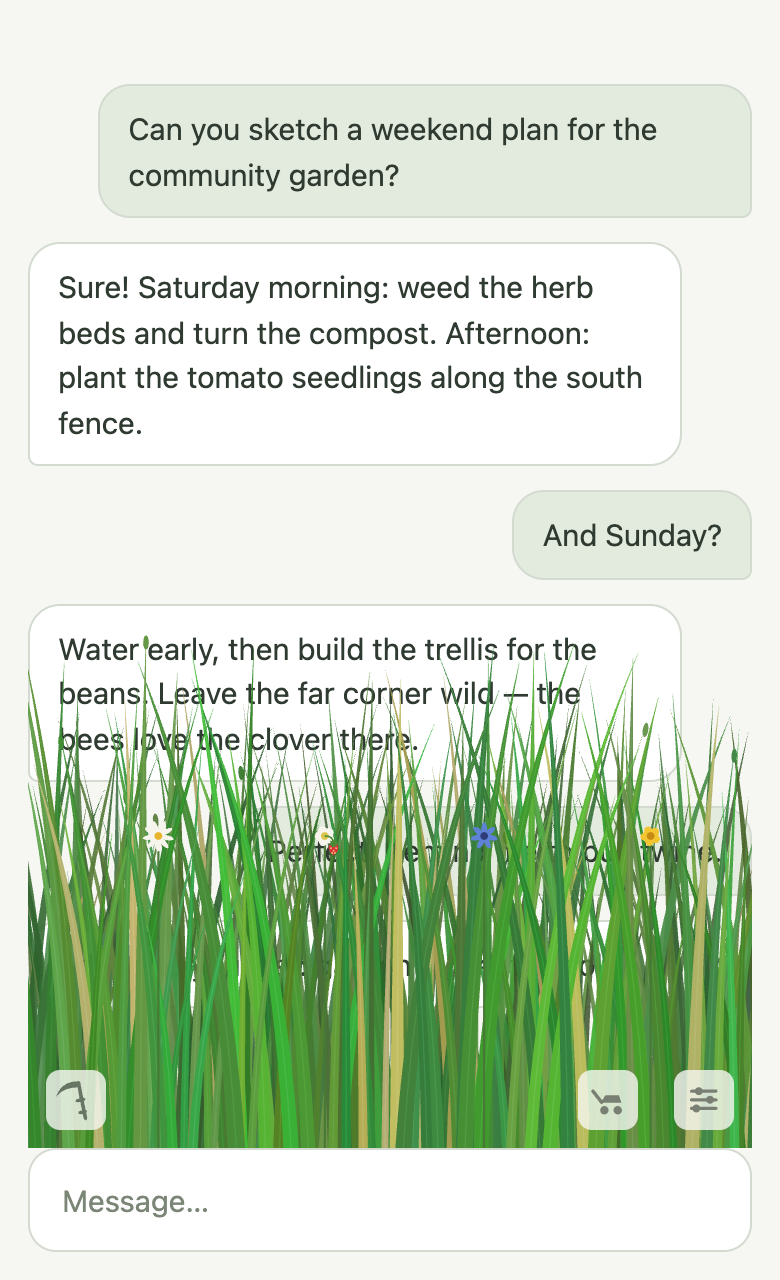 Can you sketch a weekend plan for the
community garden?
Sure! Saturday morning: weed the herb
beds and turn the compost. Afternoon:
plant the tomato seedlings along the south
fence.
And Sunday?
Water early, then build the trellis for the
beans. Leave the far corner wild — the
bees love the clover there.
Message...